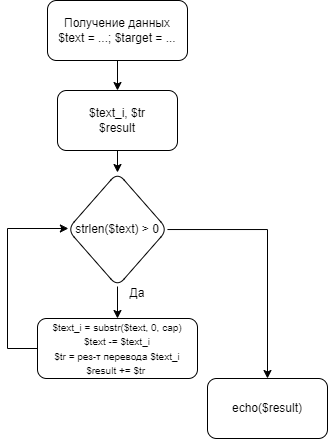 Получение данных
$text = ...; $target = ...
$text_i, $tr
$result
strlen($text) > 0
Да
$text_i = substr($text, 0, cap)
$text -= $text_i
$tr = рез-т перевода $text_i
$result += $tr
echo($result)